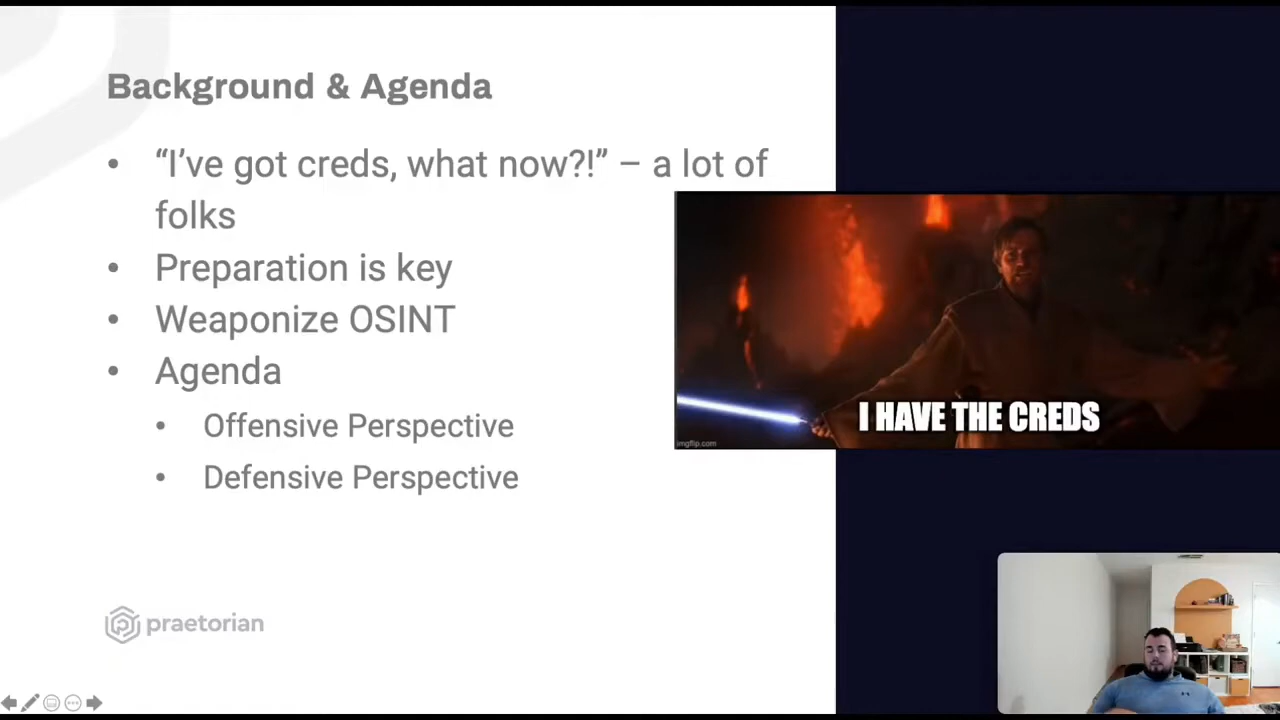 Background & Agenda
• “I’ve got creds, what now?!” – a lot of
folks
• Preparation is key
• Weaponize OSINT
• Agenda
• Offensive Perspective
• Defensive Perspective
I HAVE THE CREDS
imgflip.com
praetorian